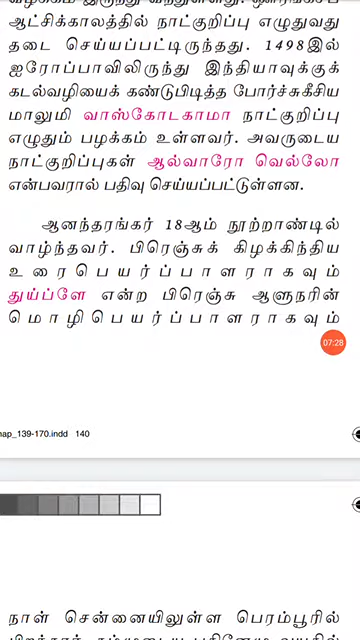 ஆட்சிக்காலத்தில் நாட்குறிப்பு எழுதுவது
தடை செய்யப்பட்டிருந்தது. 1498இல்
ஐரோப்பாவிலிருந்து இந்தியாவுக்குக்
கடல்வழியைக் கண்டுபிடித்த போர்ச்சுகீசிய
மாலுமி வாஸ்கோடகாமா நாட்குறிப்பு
எழுதும் பழக்கம் உள்ளவர். அவருடைய
நாட்குறிப்புகள் ஆல்வாரோ வெல்லோ
என்பவரால் பதிவு செய்யப்பட்டுள்ளன.
ஆனந்தரங்கர் 18ஆம் நூற்றாண்டில்
வாழ்ந்தவர். பிரெஞ்சுக் கிழக்கிந்திய
உரைபெயர்ப்பாளராகவும்
துய்ப்ளே என்ற பிரெஞ்சு ஆளுநரின்
மொழிபெயர்ப்பாளராகவும்
07:28
nap_139-170.indd 140
நாள் சென்னையிலுள்ள பெரம்பூரில்